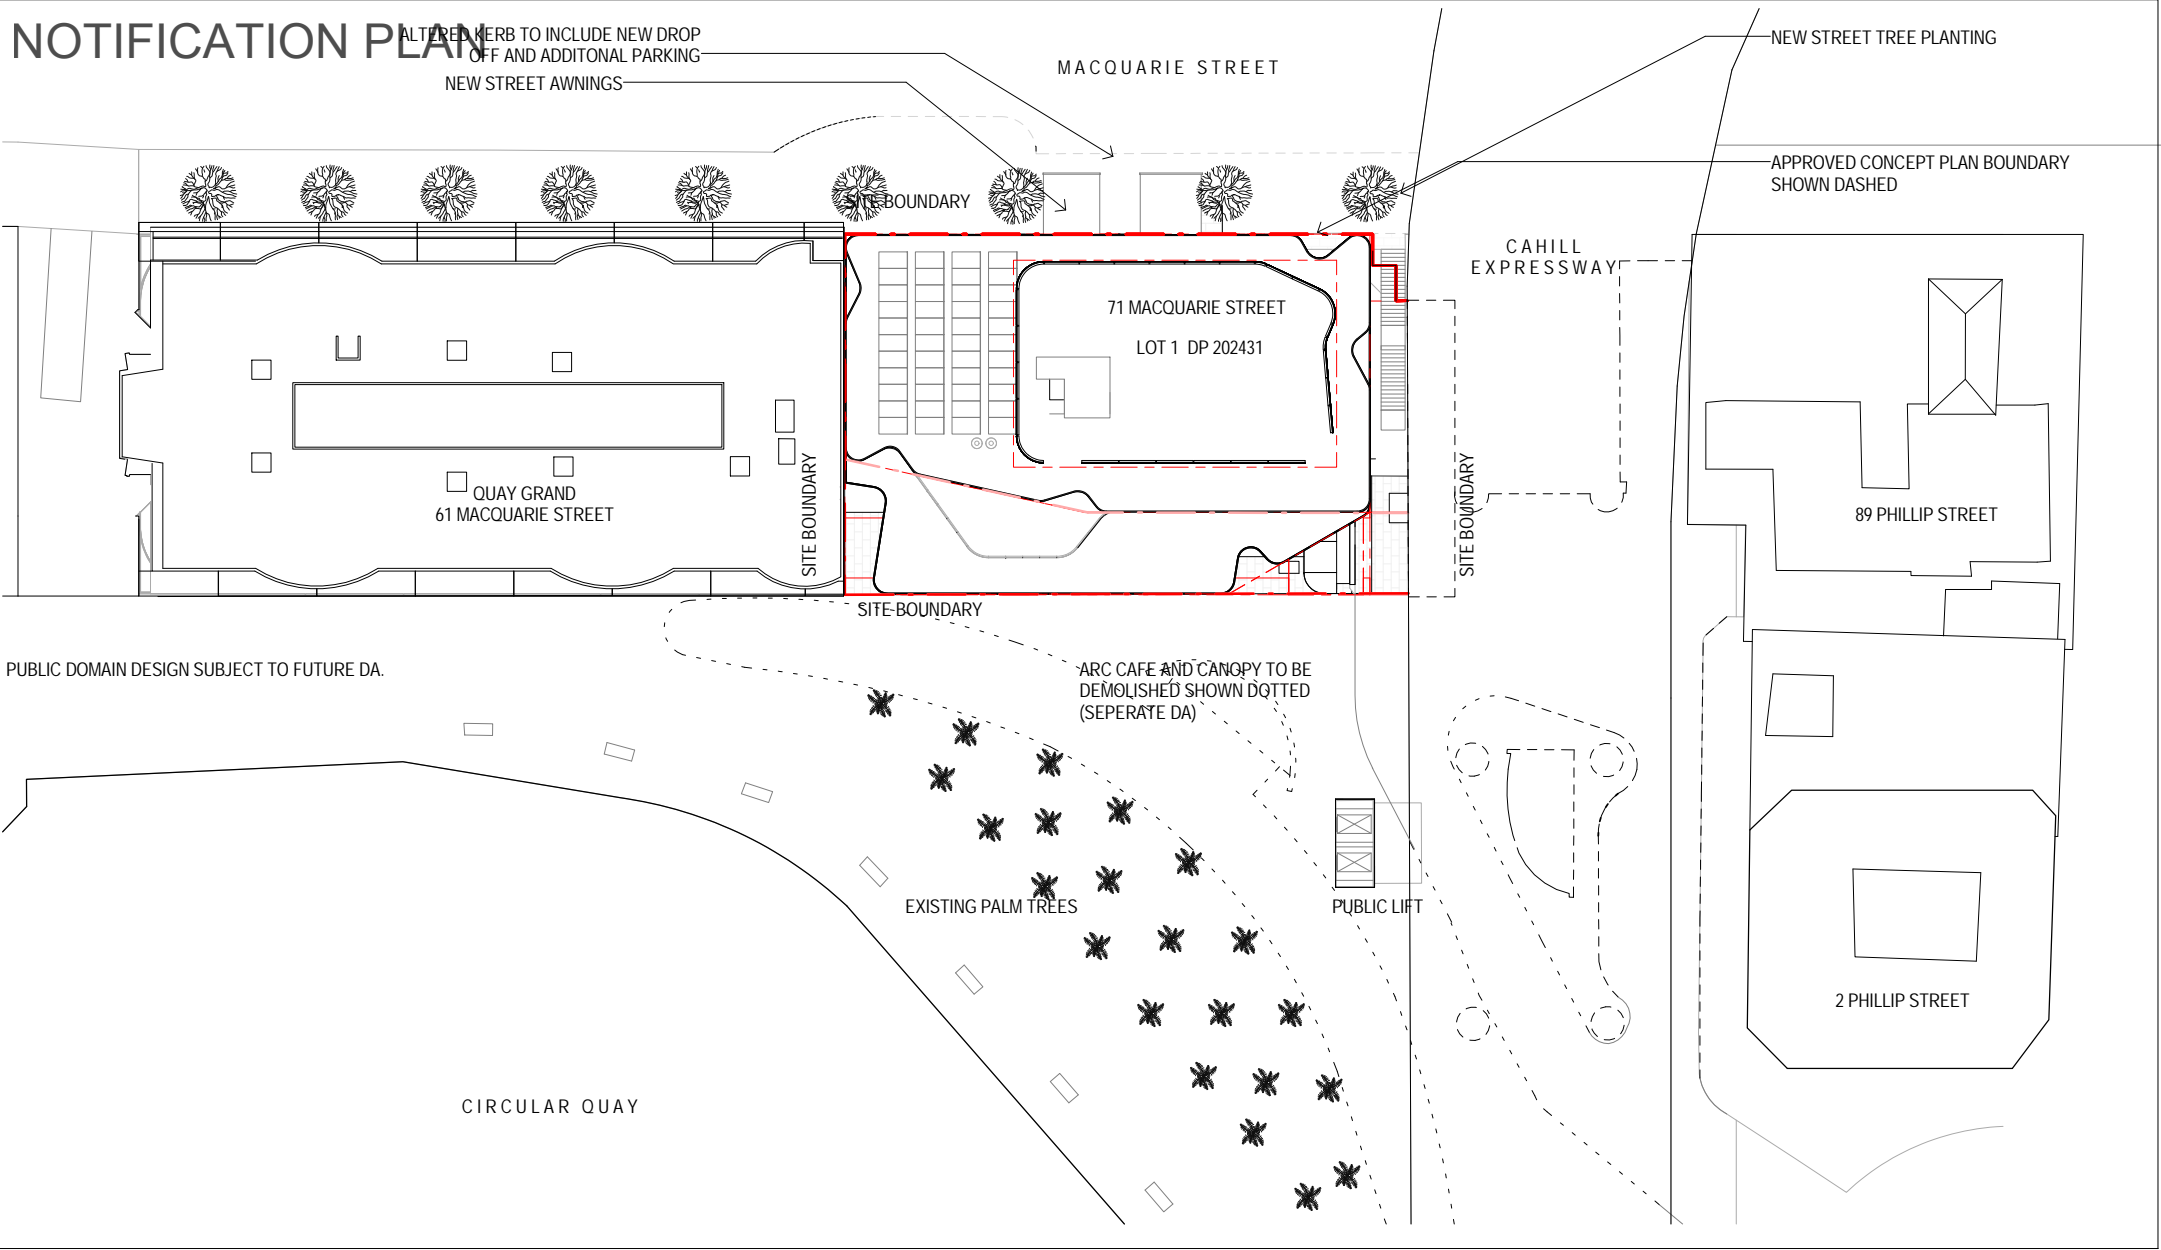 NOTIFICATION PLAN
ALTERED KERB TO INCLUDE NEW DROP
OFF AND ADDITONAL PARKING
NEW STREET AWNINGS
MACQUARIE STREET
NEW STREET TREE PLANTING
APPROVED CONCEPT PLAN BOUNDARY
SHOWN DASHED
SITE BOUNDARY
CAHILL
EXPRESSWAY
71 MACQUARIE STREET
LOT 1 DP 202431
QUAY GRAND
61 MACQUARIE STREET
SITE BOUNDARY
SITE BOUNDARY
89 PHILLIP STREET
SITE BOUNDARY
PUBLIC DOMAIN DESIGN SUBJECT TO FUTURE DA.
ARC CAFE AND CANOPY TO BE
DEMOLISHED SHOWN DOTTED
(SEPERATE DA)
EXISTING PALM TREES
PUBLIC LIFT
2 PHILLIP STREET
CIRCULAR QUAY